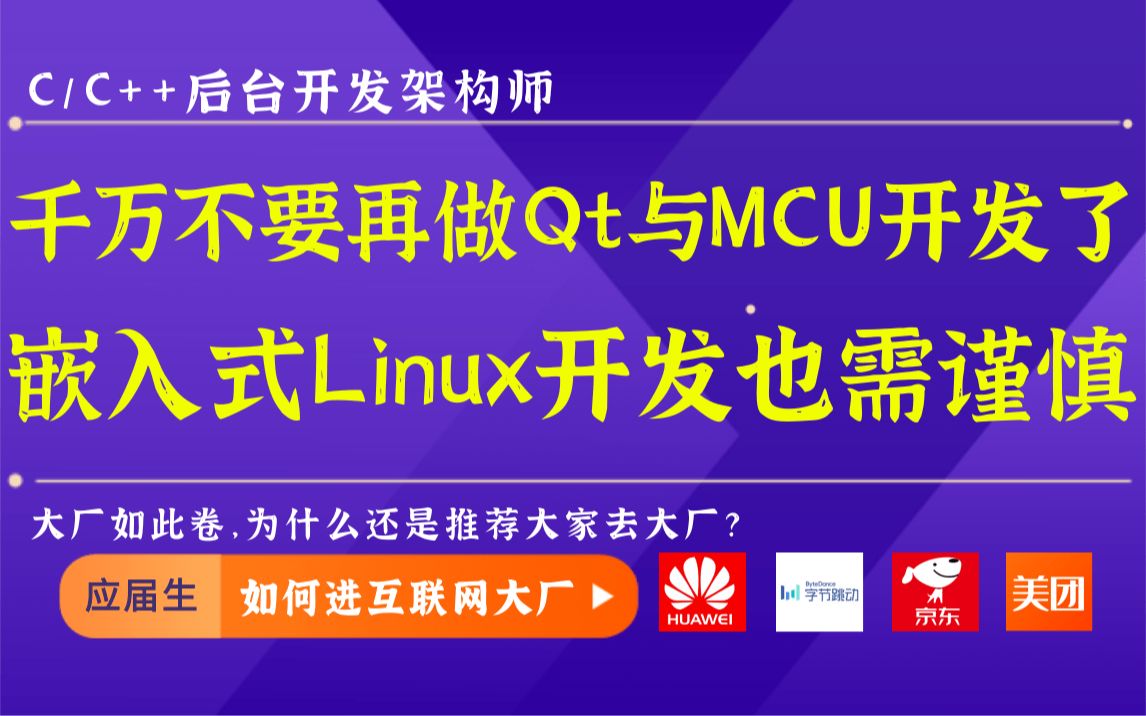 C/C++后台开发架构师
千万不要再做Qt与MCU开发了
嵌入式Linux开发也需谨慎
大厂如此卷,为什么还是推荐大家去大厂?
应届生 如何进互联网大厂
HUAWEI
ByteDance
字节跳动
京东
美团